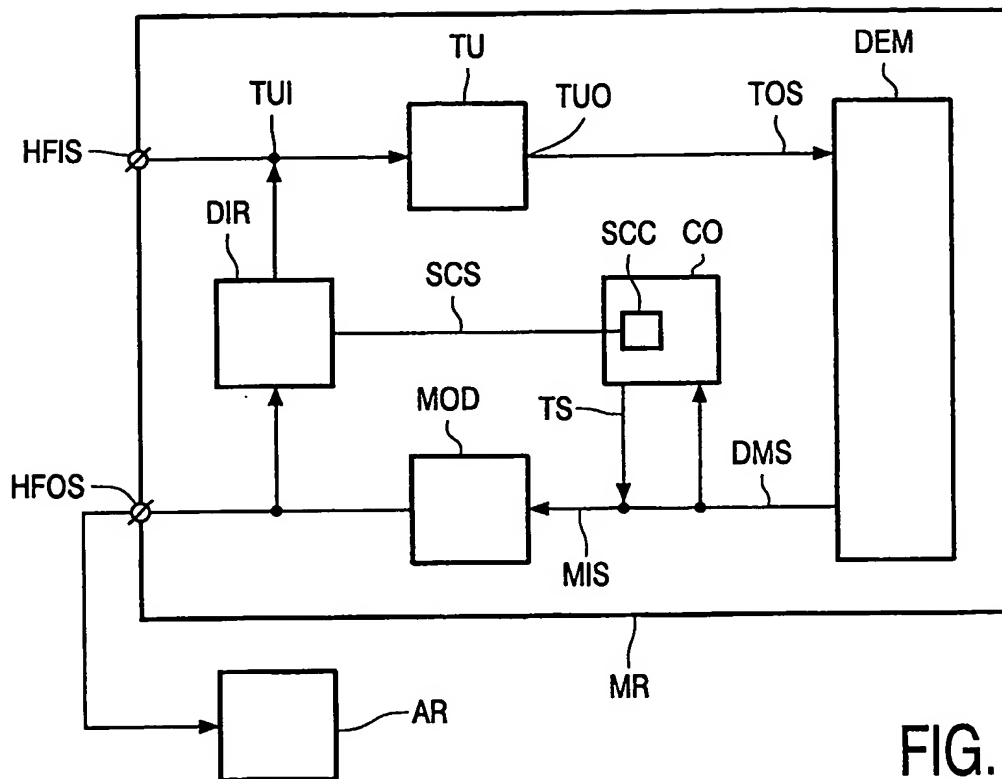 TU
DEM
TUI
TUO
TOS
HFIS
DIR
SCC
CO
SCS
MOD
TS
DMS
HFOS
MIS
MR
AR
FIG.